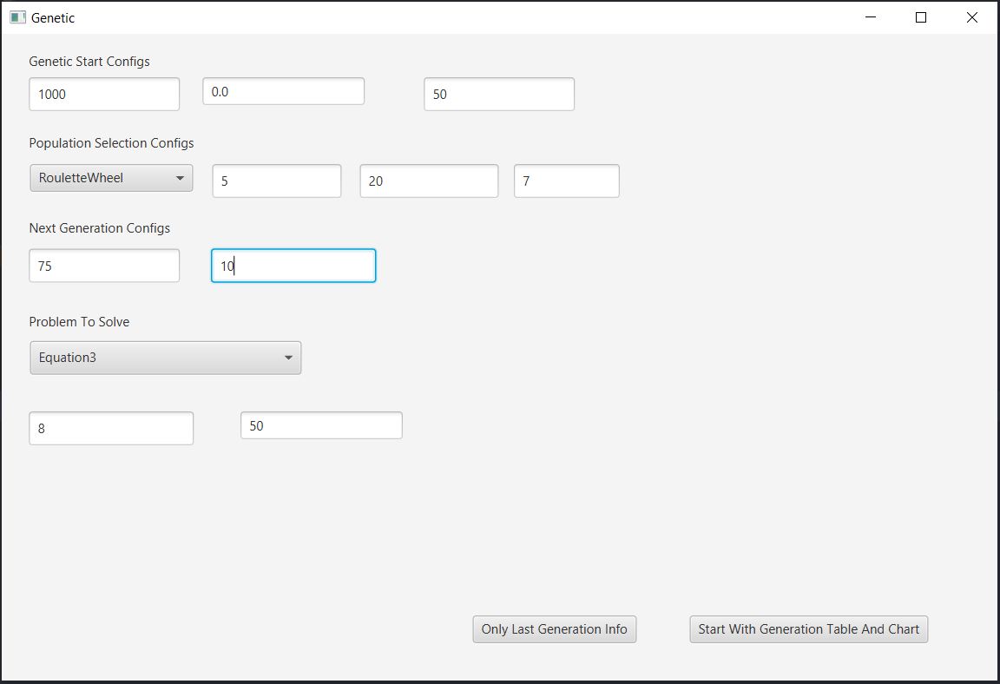 Genetic
Genetic Start Configs
1000 0.0 50
Population Selection Configs
RouletteWheel 5 20 7
Next Generation Configs
75 10
Problem To Solve
Equation3
8 50
Only Last Generation Info Start With Generation Table And Chart